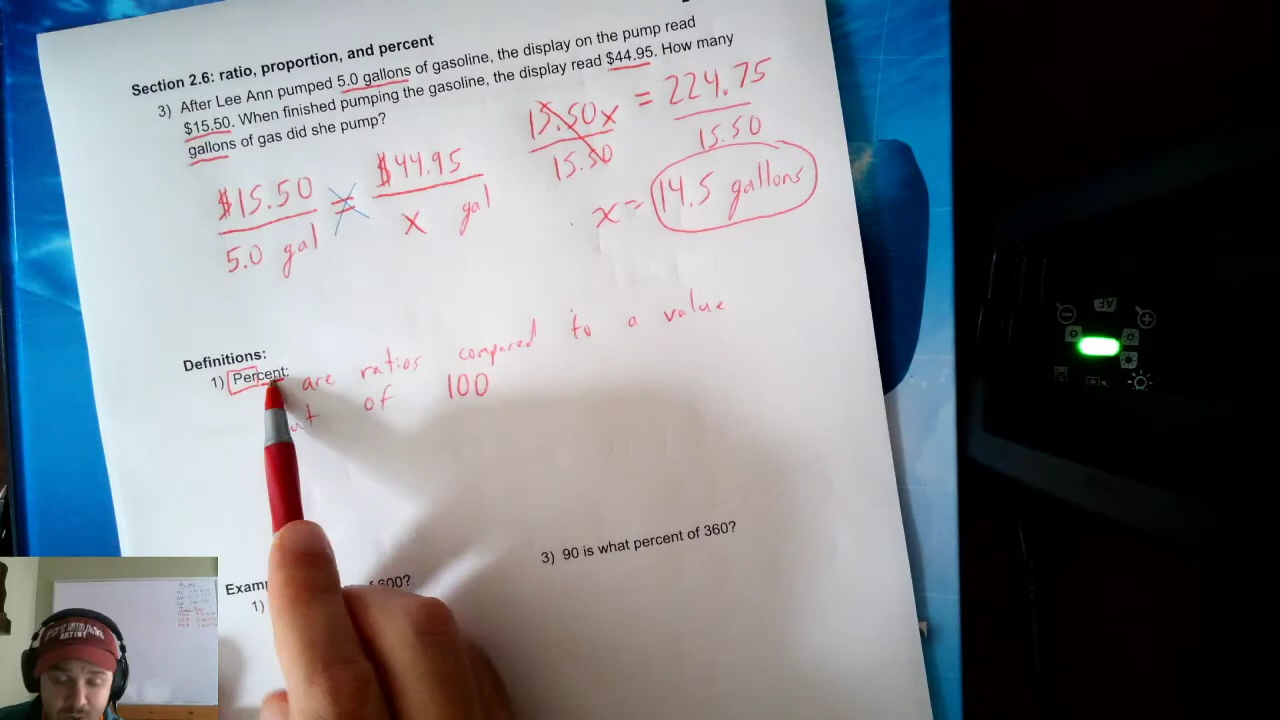 Section 2.6: ratio, proportion, and percent
3) After Lee Ann pumped 5.0 gallons of gasoline, the display on the pump read
$15.50. When finished pumping the gasoline, the display read $44.95. How many
gallons of gas did she pump?
$15.50 = $44.95
5.0 gal x gal
15.50x = 224.75
15.50 15.50
x = 14.5 gallons
Definitions:
1) Percent: are ratios compared to a value
of 100
3) 90 is what percent of 360?
1)
AF